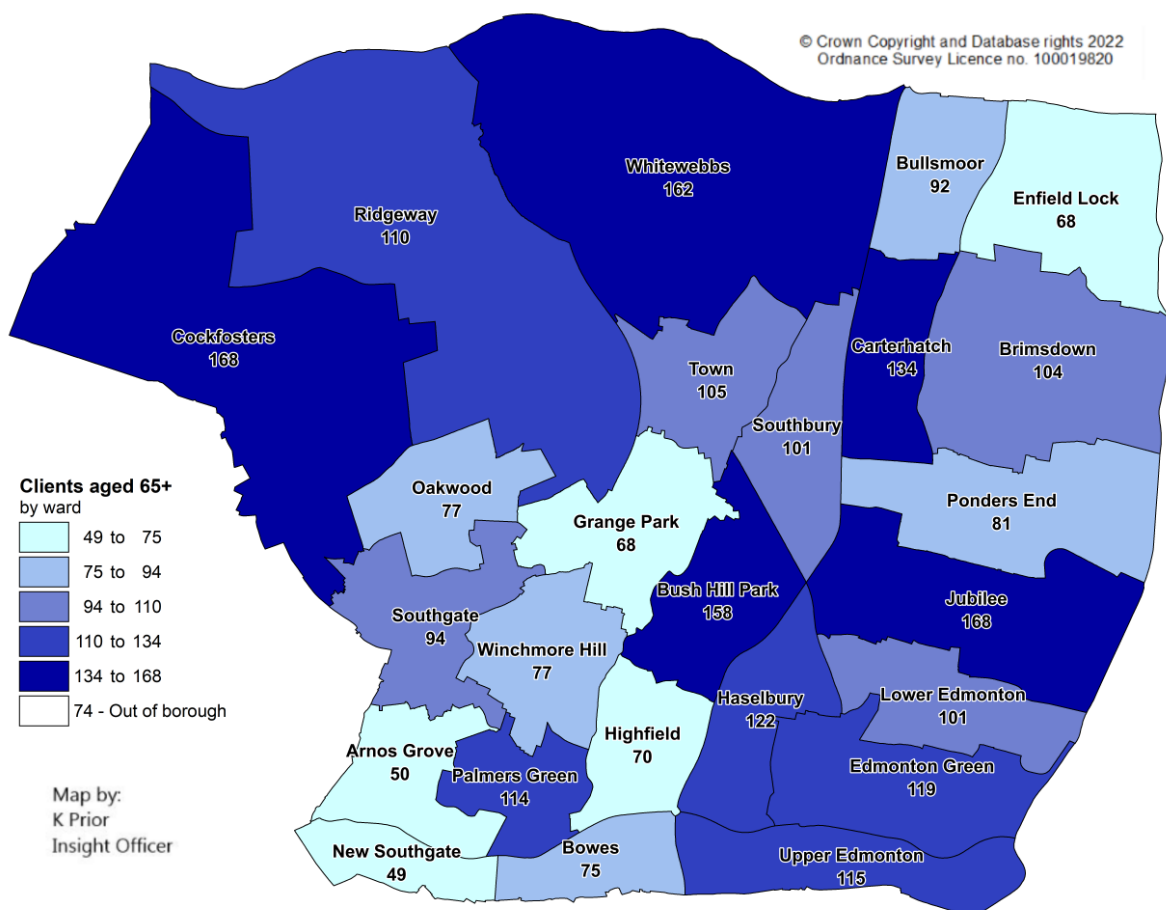 © Crown Copyright and Database rights 2022
Ordnance Survey Licence no. 100019820
Whitewebbs
162
Bullsmoor
92
Enfield Lock
68
Ridgeway
110
Cockfosters
168
Town
105
Carterhatch
134
Brimsdown
104
Southbury
101
Oakwood
77
Ponders End
81
Grange Park
68
Bush Hill Park
158
Jubilee
168
Southgate
94
Winchmore Hill
77
Haselbury
122
Lower Edmonton
101
Highfield
70
Arnos Grove
50
Palmers Green
114
Edmonton Green
119
New Southgate
49
Bowes
75
Upper Edmonton
115
Clients aged 65+
by ward
49 to 75
75 to 94
94 to 110
110 to 134
134 to 168
74 - Out of borough
Map by:
K Prior
Insight Officer